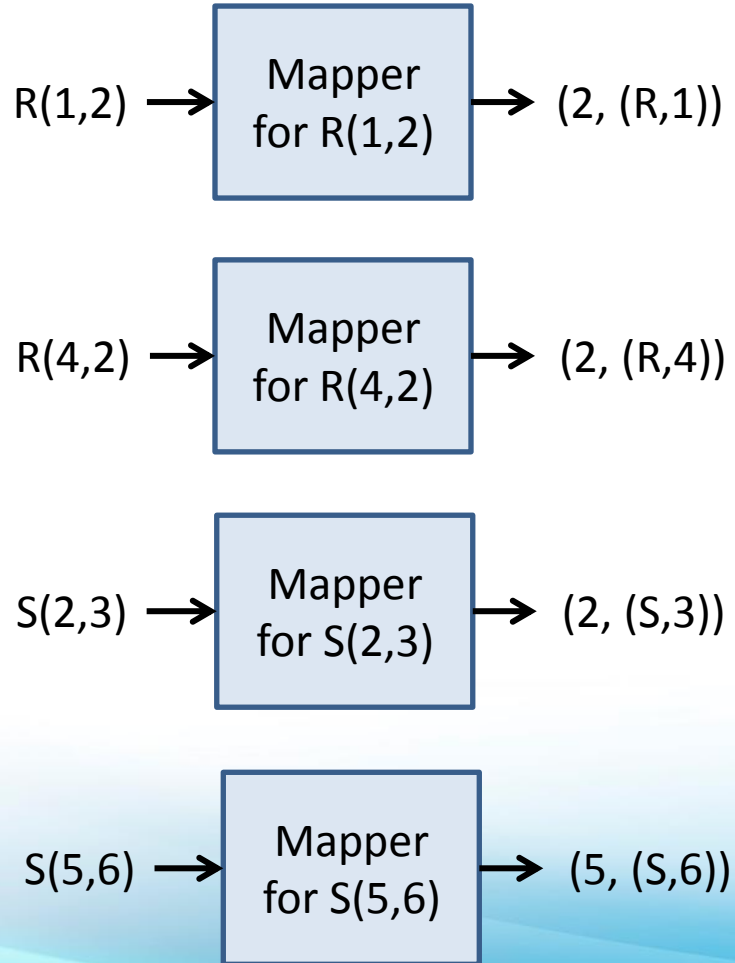 R(1,2)
Mapper
for R(1,2)
(2, (R,1))
R(4,2)
Mapper
for R(4,2)
(2, (R,4))
S(2,3)
Mapper
for S(2,3)
(2, (S,3))
S(5,6)
Mapper
for S(5,6)
(5, (S,6))